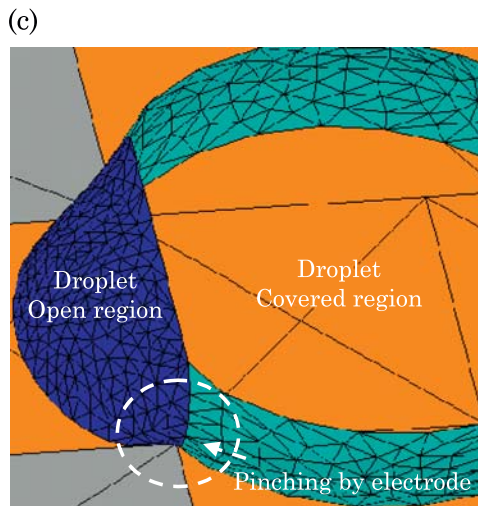 (c)
Droplet
Open region
Droplet
Covered region
Pinching by electrode